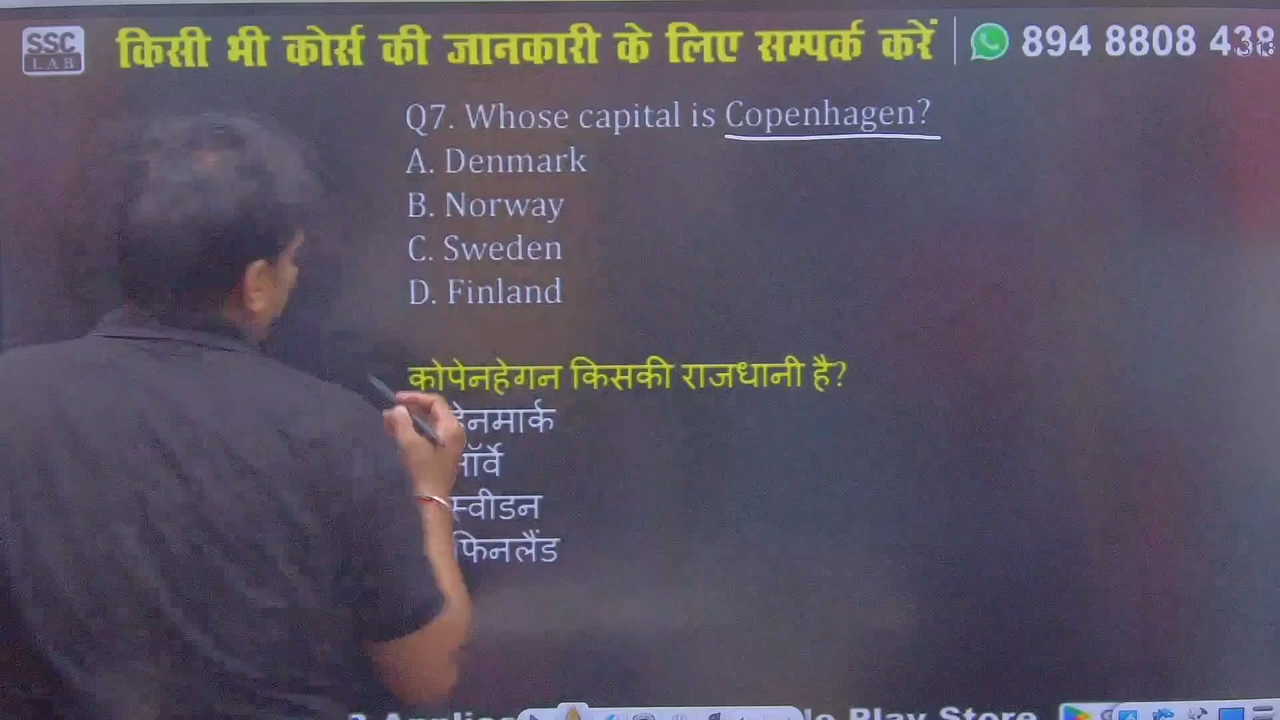 SSC
LAB
किसी भी कोर्स की जानकारी के लिए सम्पर्क करें
894 8808 438
Q7. Whose capital is Copenhagen?
A. Denmark
B. Norway
C. Sweden
D. Finland
कोपेनहेगन किसकी राजधानी है?
डेनमार्क
नॉर्वे
स्वीडन
फिनलैंड
Play Store